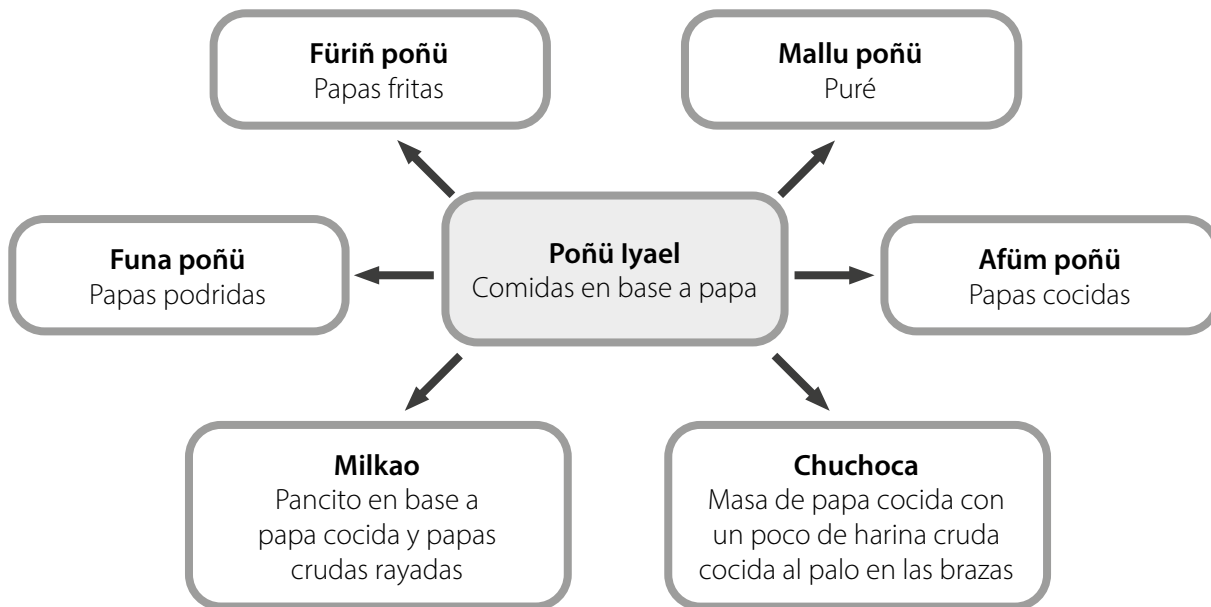 Füriñ poñü
Papas fritas
Mallu poñü
Puré
Funa poñü
Papas podridas
Poñü Iyael
Comidas en base a papa
Afüm poñü
Papas cocidas
Milkao
Pancito en base a
papa cocida y papas
crudas rayadas
Chuchoca
Masa de papa cocida con
un poco de harina cruda
cocida al palo en las brazas